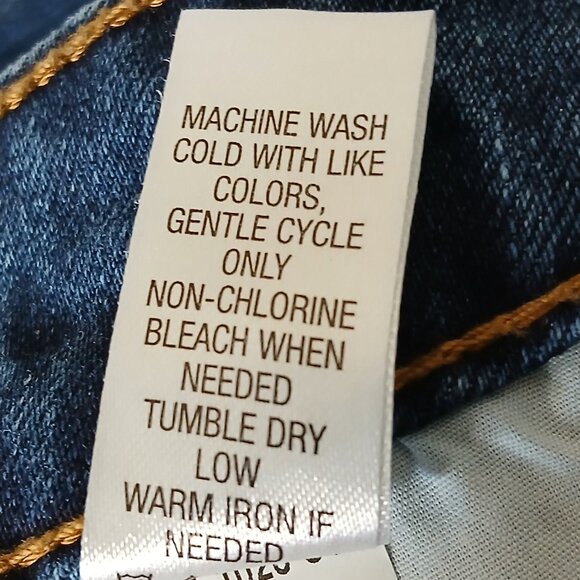 MACHINE WASH
COLD WITH LIKE
COLORS,
GENTLE CYCLE
ONLY
NON-CHLORINE
BLEACH WHEN
NEEDED
TUMBLE DRY
LOW
WARM IRON IF
NEEDED